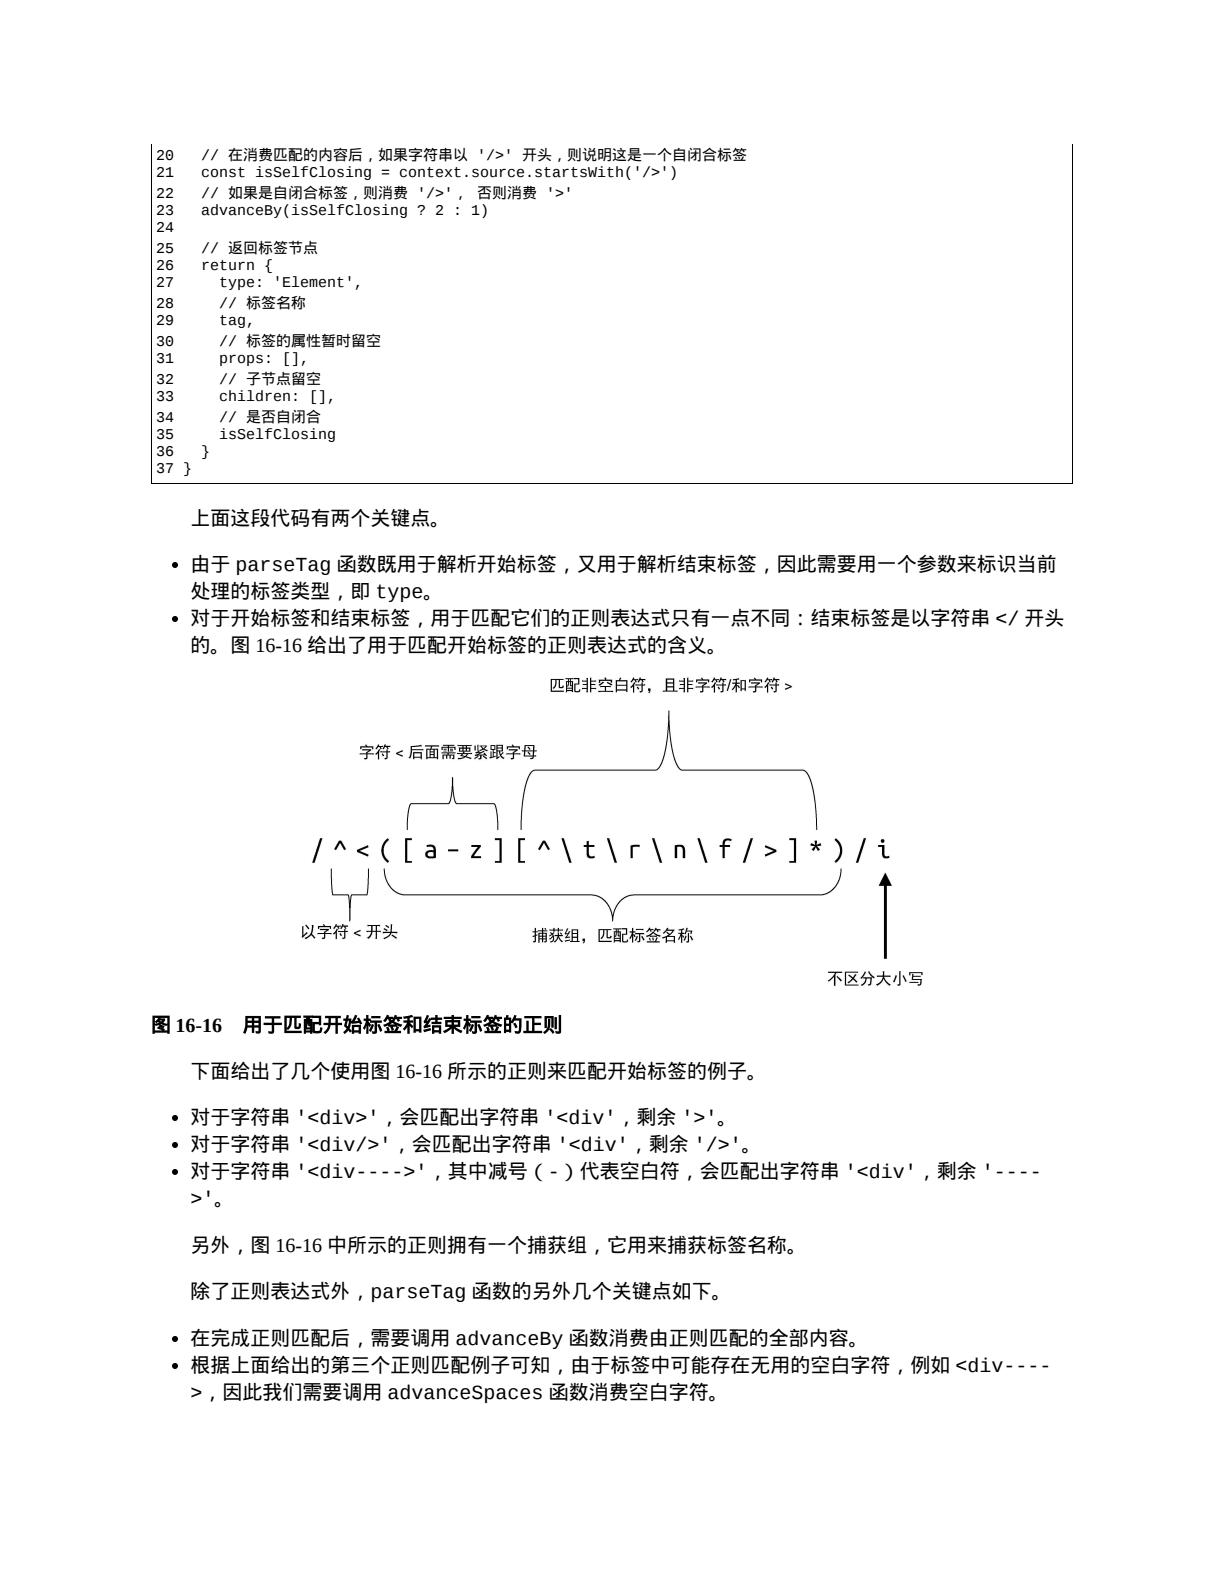 20   // 在消费匹配的内容后，如果字符串以 '/>' 开头，则说明这是一个自闭合标签
21   const isSelfClosing = context.source.startsWith('/>')
22   // 如果是自闭合标签，则消费 '/>'， 否则消费 '>'
23   advanceBy(isSelfClosing ? 2 : 1)
24
25   // 返回标签节点
26   return {
27     type: 'Element',
28     // 标签名称
29     tag,
30     // 标签的属性暂时留空
31     props: [],
32     // 子节点留空
33     children: [],
34     // 是否自闭合
35     isSelfClosing
36   }
37 }
上面这段代码有两个关键点。
• 由于 parseTag 函数既用于解析开始标签，又用于解析结束标签，因此需要用一个参数来标识当前
处理的标签类型，即 type。
• 对于开始标签和结束标签，用于匹配它们的正则表达式只有一点不同：结束标签是以字符串 </ 开头
的。图 16-16 给出了用于匹配开始标签的正则表达式的含义。
匹配非空白符，且非字符/和字符 >
字符 < 后面需要紧跟字母
/^<([a-z][^\t\r\n\f/>]*)/i
以字符 < 开头
捕获组，匹配标签名称
不区分大小写
图 16-16　用于匹配开始标签和结束标签的正则
下面给出了几个使用图 16-16 所示的正则来匹配开始标签的例子。
• 对于字符串 '<div>'，会匹配出字符串 '<div'，剩余 '>'。
• 对于字符串 '<div/>'，会匹配出字符串 '<div'，剩余 '/>'。
• 对于字符串 '<div---->'，其中减号（-）代表空白符，会匹配出字符串 '<div'，剩余 '----
>'。
另外，图 16-16 中所示的正则拥有一个捕获组，它用来捕获标签名称。
除了正则表达式外，parseTag 函数的另外几个关键点如下。
• 在完成正则匹配后，需要调用 advanceBy 函数消费由正则匹配的全部内容。
• 根据上面给出的第三个正则匹配例子可知，由于标签中可能存在无用的空白字符，例如 <div----
>，因此我们需要调用 advanceSpaces 函数消费空白字符。